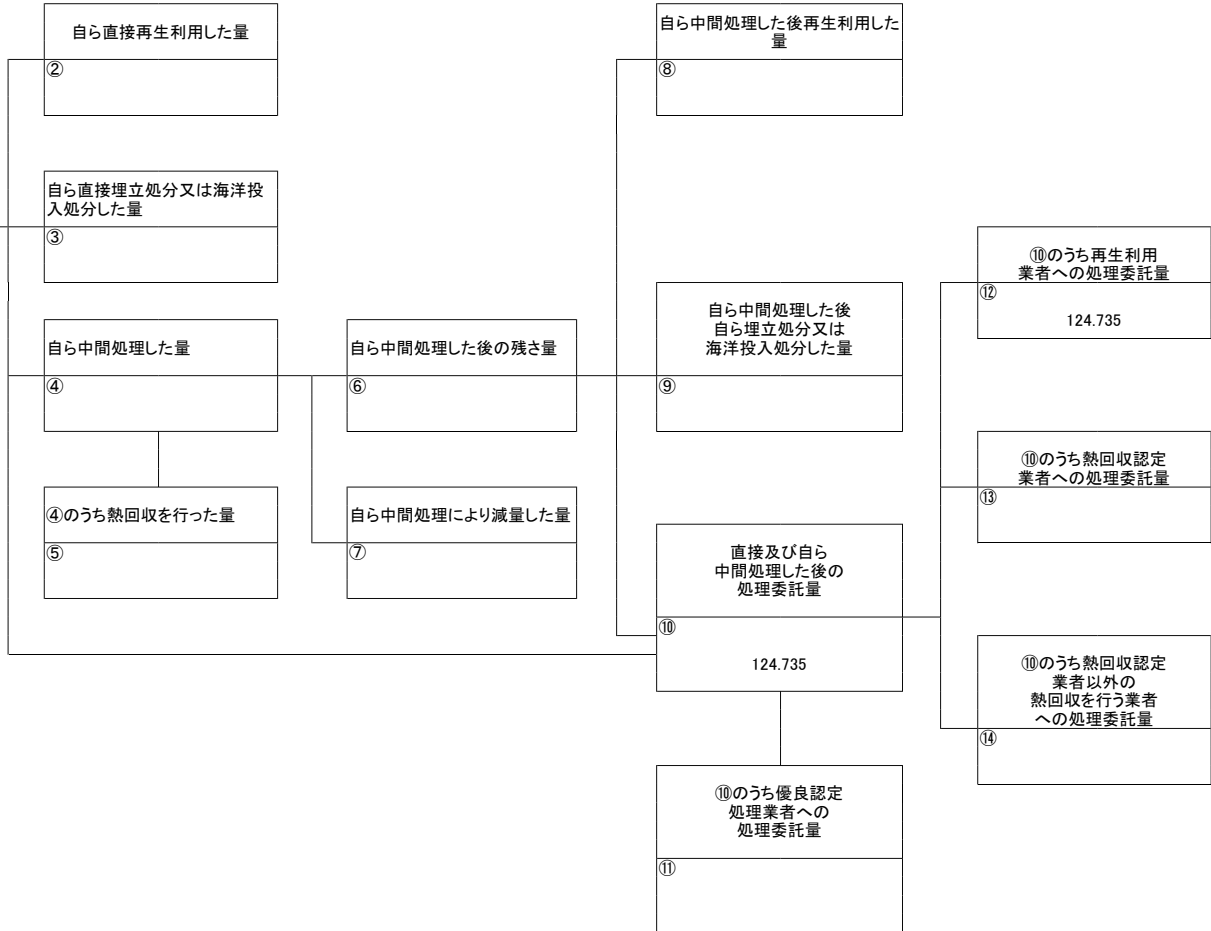 自ら直接再生利用した量
②
自ら直接埋立処分又は海洋投
入処分した量
③
自ら中間処理した量
④
④のうち熱回収を行った量
⑤
自ら中間処理した後の残さ量
⑥
自ら中間処理により減量した量
⑦
自ら中間処理した後再生利用した
量
⑧
自ら中間処理した後
自ら埋立処分又は
海洋投入処分した量
⑨
直接及び自ら
中間処理した後の
処理委託量
⑩
124.735
⑩のうち優良認定
処理業者への
処理委託量
⑪
⑩のうち再生利用
業者への処理委託量
⑫
124.735
⑩のうち熱回収認定
業者への処理委託量
⑬
⑩のうち熱回収認定
業者以外の
熱回収を行う業者
への処理委託量
⑭